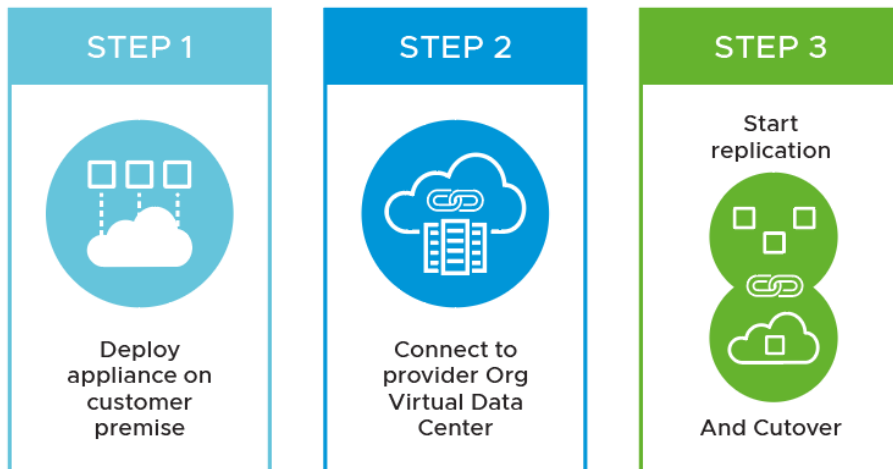 STEP 1
Deploy
appliance on
customer
premise
STEP 2
Connect to
provider Org
Virtual Data
Center
STEP 3
Start
replication
And Cutover